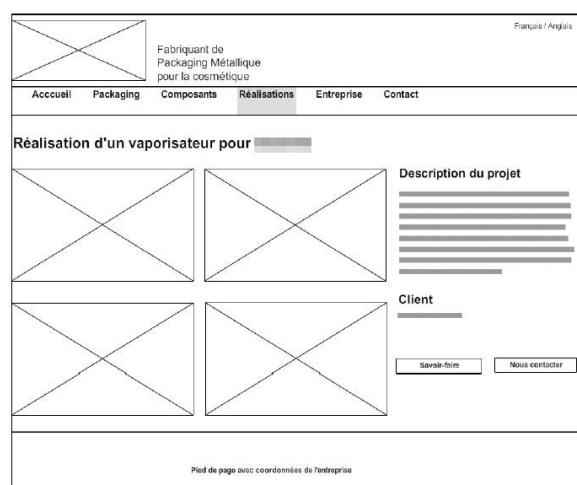 Français / Anglais
Fabriquant de
Packaging Métallique
pour la cosmétique
Acccueil Packaging Composants Réalisations Entreprise Contact
Réalisation d'un vaporisateur pour
Description du projet
Client
Savoir-faire Nous contacter
Pied de page avec coordonnées de l'entreprise